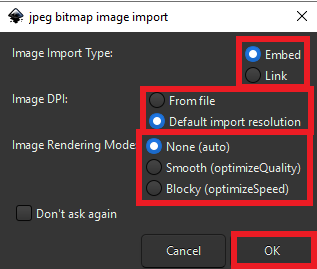 jpeg bitmap image import
Image Import Type:
Embed
Link
Image DPI:
From file
Default import resolution
Image Rendering Mode:
None (auto)
Smooth (optimizeQuality)
Blocky (optimizeSpeed)
Don't ask again
Cancel
OK